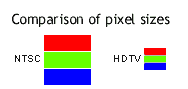 Comparison of pixel sizes
NTSC HDTV